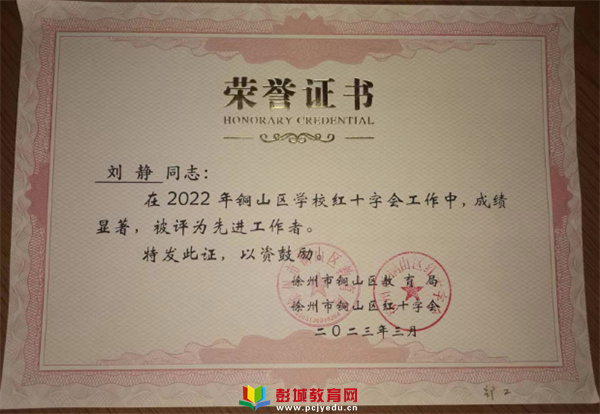 荣誉证书
HONORARY CREDENTIAL
刘 静 同志:
在2022年铜山区学校红十字会工作中,成绩
显著,被评为先进工作者。
特发此证,以资鼓励。
徐州市铜山区教育局
徐州市铜山区红十字会
二〇二三年三月
彭城教育网
www.pcjyedu.cn